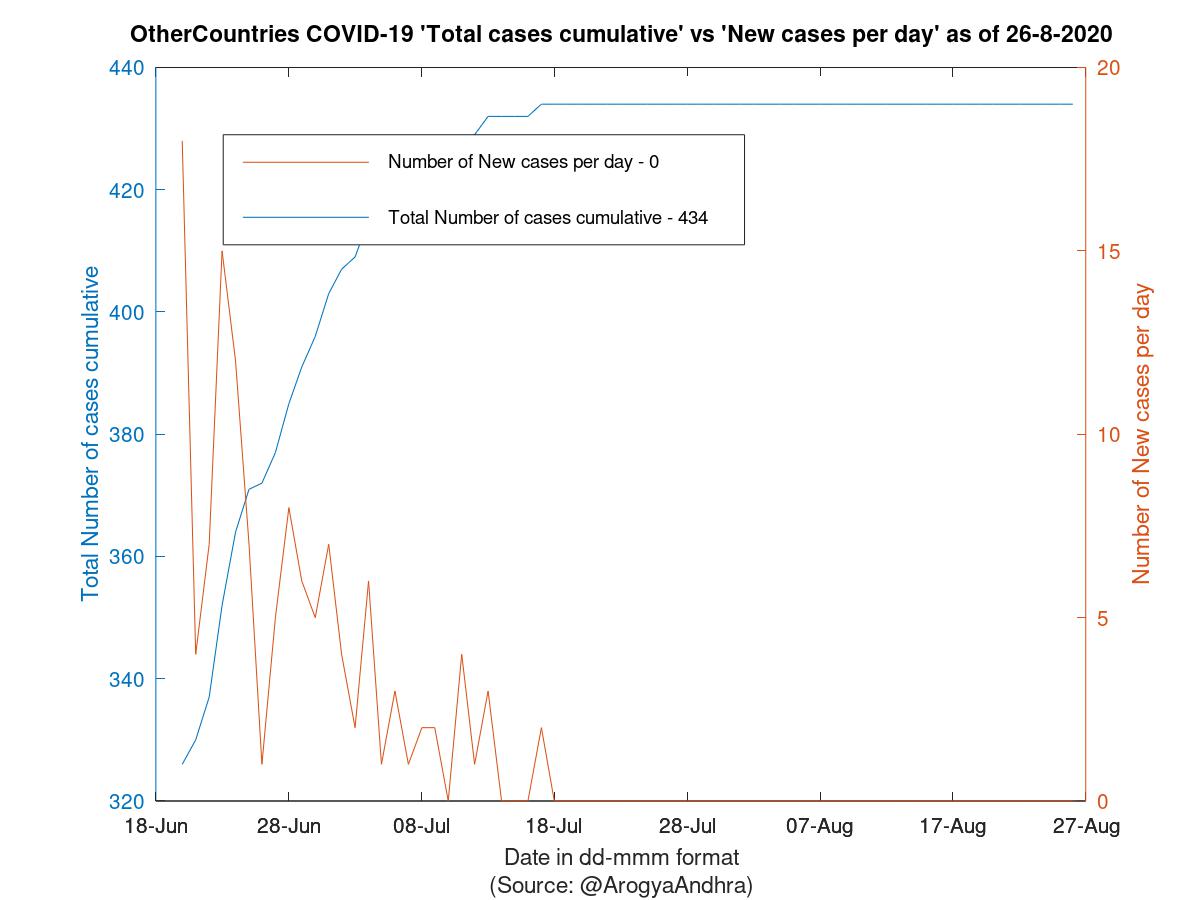 OtherCountries COVID-19 'Total cases cumulative' vs 'New cases per day' as of 26-8-2020
440
420
400
380
360
340
320
20
15
10
5
0
Total Number of cases cumulative
Number of New cases per day
Number of New cases per day - 0
Total Number of cases cumulative - 434
18-Jun 28-Jun 08-Jul 18-Jul 28-Jul 07-Aug 17-Aug 27-Aug
Date in dd-mmm format
(Source: @ArogyaAndhra)